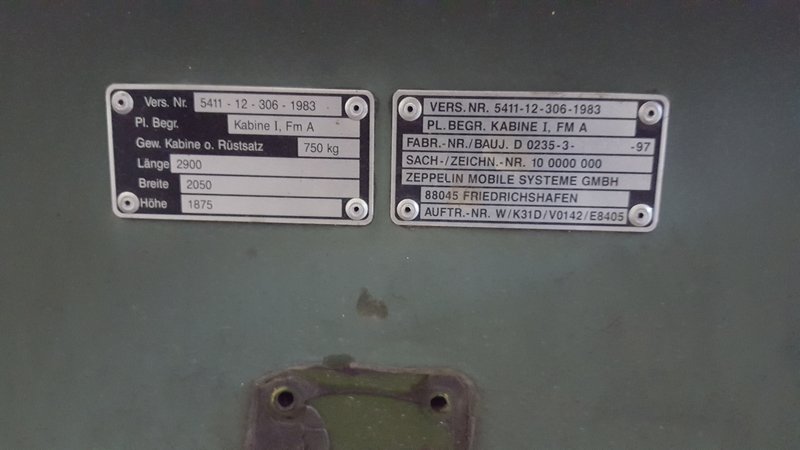 Vers. Nr. 5411 - 12 - 306 - 1983
Pl. Begr. Kabine I, Fm A
Gew. Kabine o. Rüstsatz 750 kg
Länge 2900
Breite 2050
Höhe 1875
VERS. NR. 5411-12-306-1983
PL. BEGR. KABINE I, FM A
FABR.-NR./BAUJ. D 0235-3- -97
SACH-/ZEICHN.-NR. 10 0000 000
ZEPPELIN MOBILE SYSTEME GMBH
88045 FRIEDRICHSHAFEN
AUFTR.-NR. W/K31D/V0142/E8405